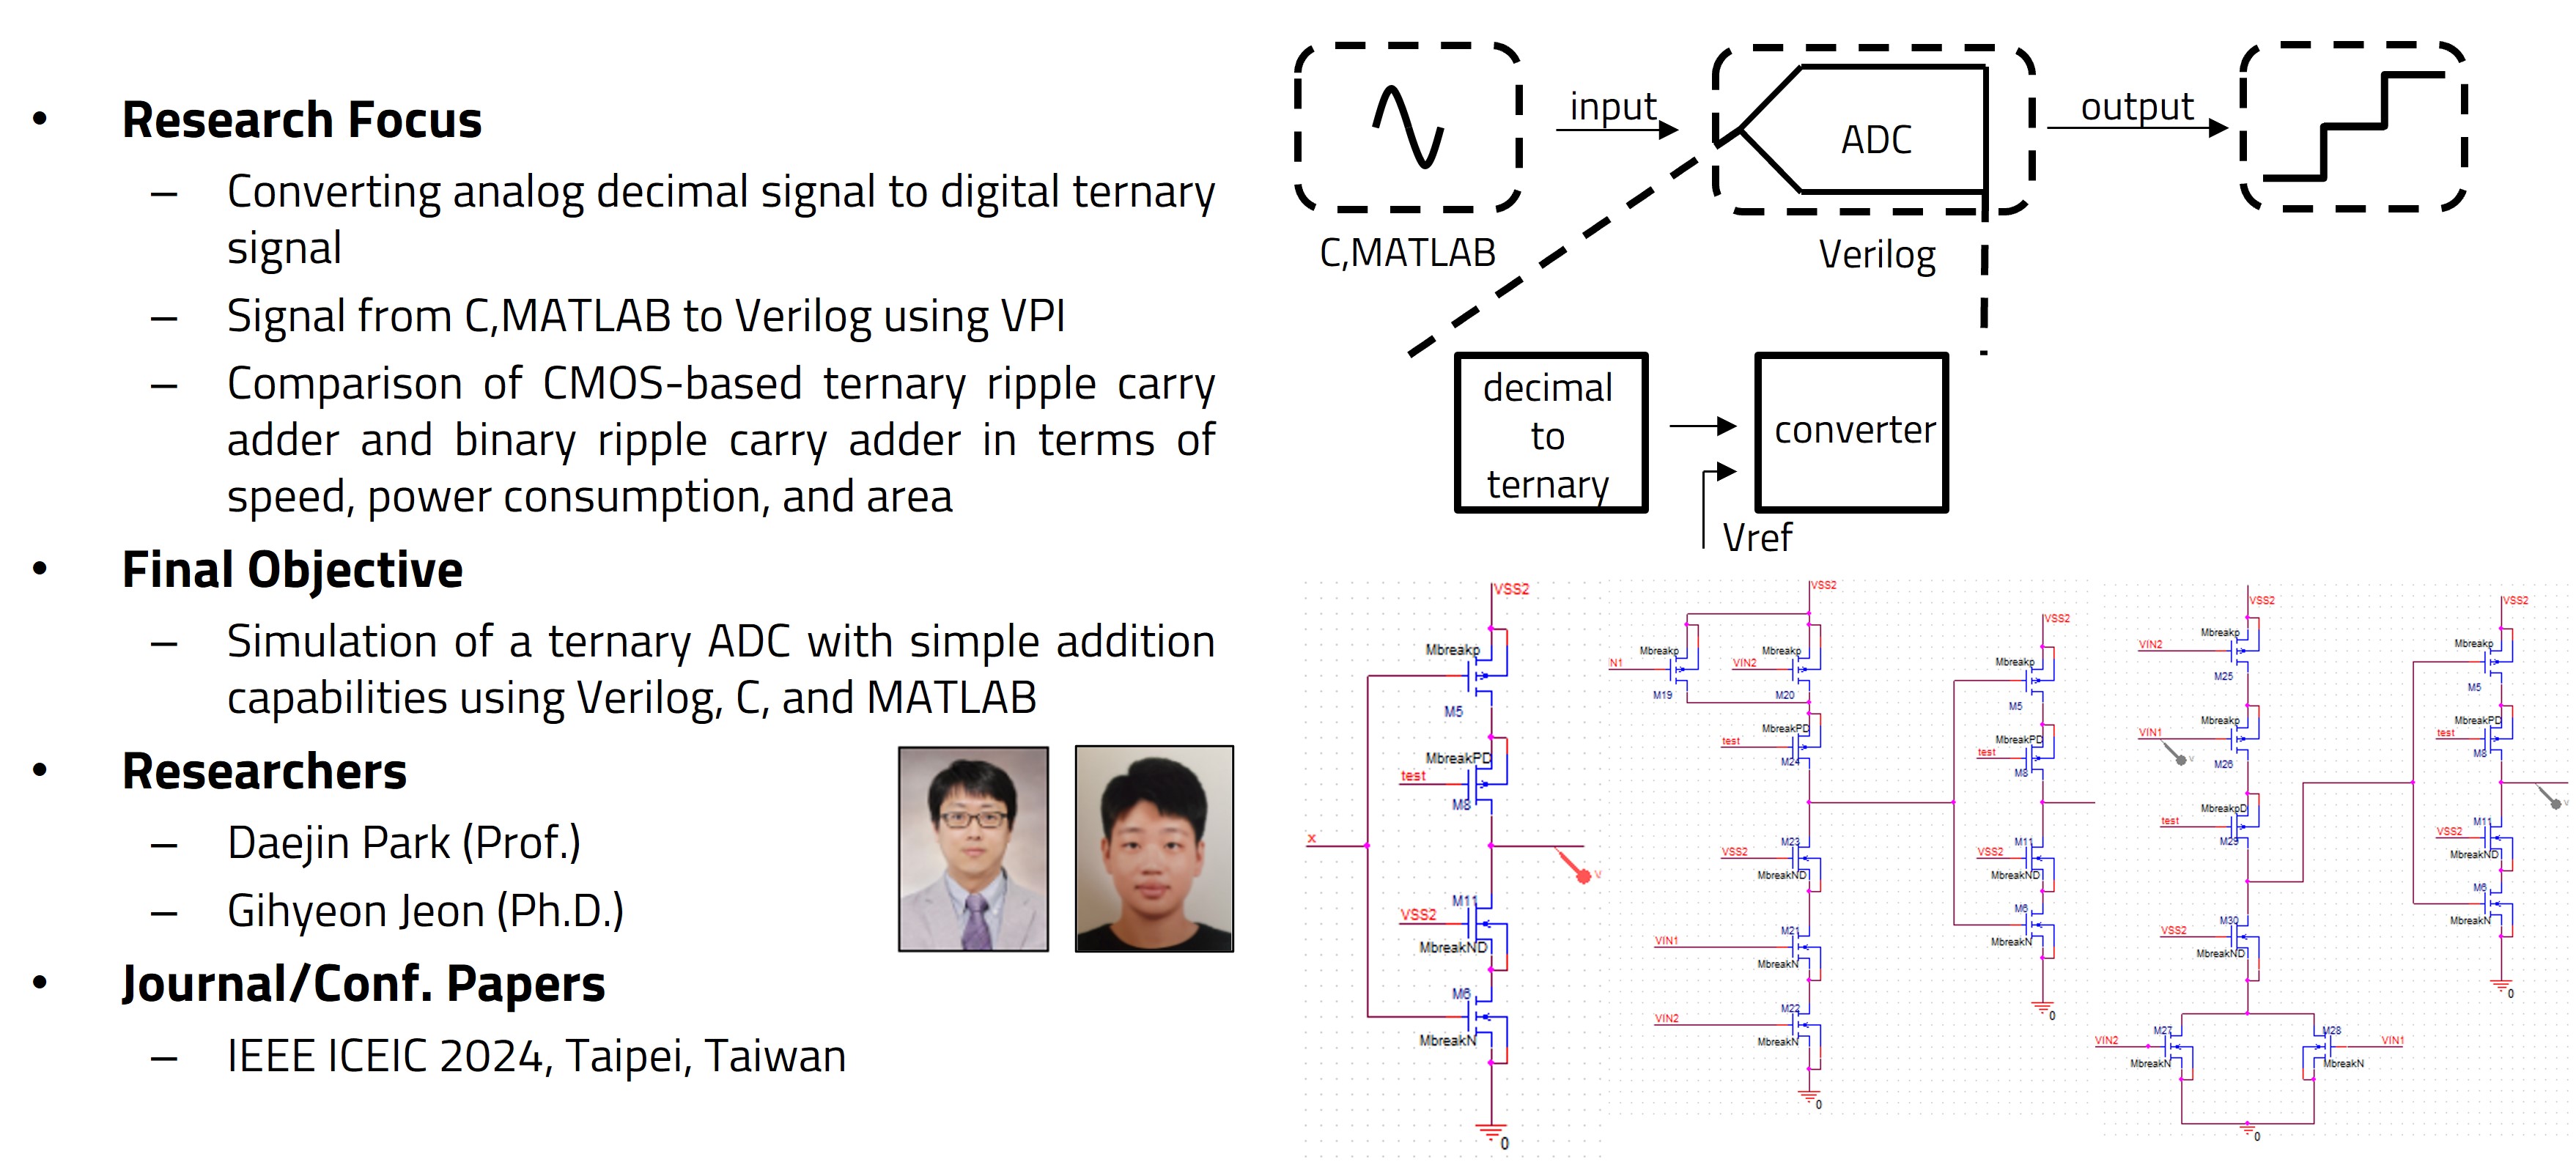 • Research Focus
– Converting analog decimal signal to digital ternary
signal
– Signal from C,MATLAB to Verilog using VPI
– Comparison of CMOS-based ternary ripple carry
adder and binary ripple carry adder in terms of
speed, power consumption, and area
• Final Objective
– Simulation of a ternary ADC with simple addition
capabilities using Verilog, C, and MATLAB
• Researchers
– Daejin Park (Prof.)
– Gihyeon Jeon (Ph.D.)
• Journal/Conf. Papers
– IEEE ICEIC 2024, Taipei, Taiwan
input
ADC
output
C,MATLAB
Verilog
decimal
to
ternary
converter
Vref
VSS2
Mbreakp
M5
MbreakPD
test
M8
x
V
M11
VSS2
MbreakND
M6
MbreakN
0
VSS2
Mbreakp
N1
M19
Mbreakp
VIN2
M20
MbreakPD
test
M24
M23
VSS2
MbreakND
M21
VIN1
MbreakN
M22
VIN2
MbreakN
0
VSS2
Mbreakp
M5
MbreakPD
test
M8
M11
VSS2
MbreakND
M6
MbreakN
0
VSS2
Mbreakp
VIN2
M25
Mbreakp
VIN1
V
M26
MbreakpD
test
M29
M30
VSS2
MbreakND
M27
VIN2
MbreakN
M28
VIN1
MbreakN
0
VSS2
Mbreakp
M5
MbreakPD
test
M8
V
M11
VSS2
MbreakND
M6
MbreakN
0